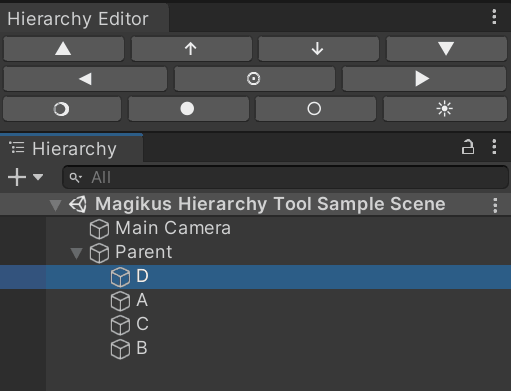 Hierarchy Editor
Hierarchy
All
Magikus Hierarchy Tool Sample Scene
Main Camera
Parent
D
A
C
B